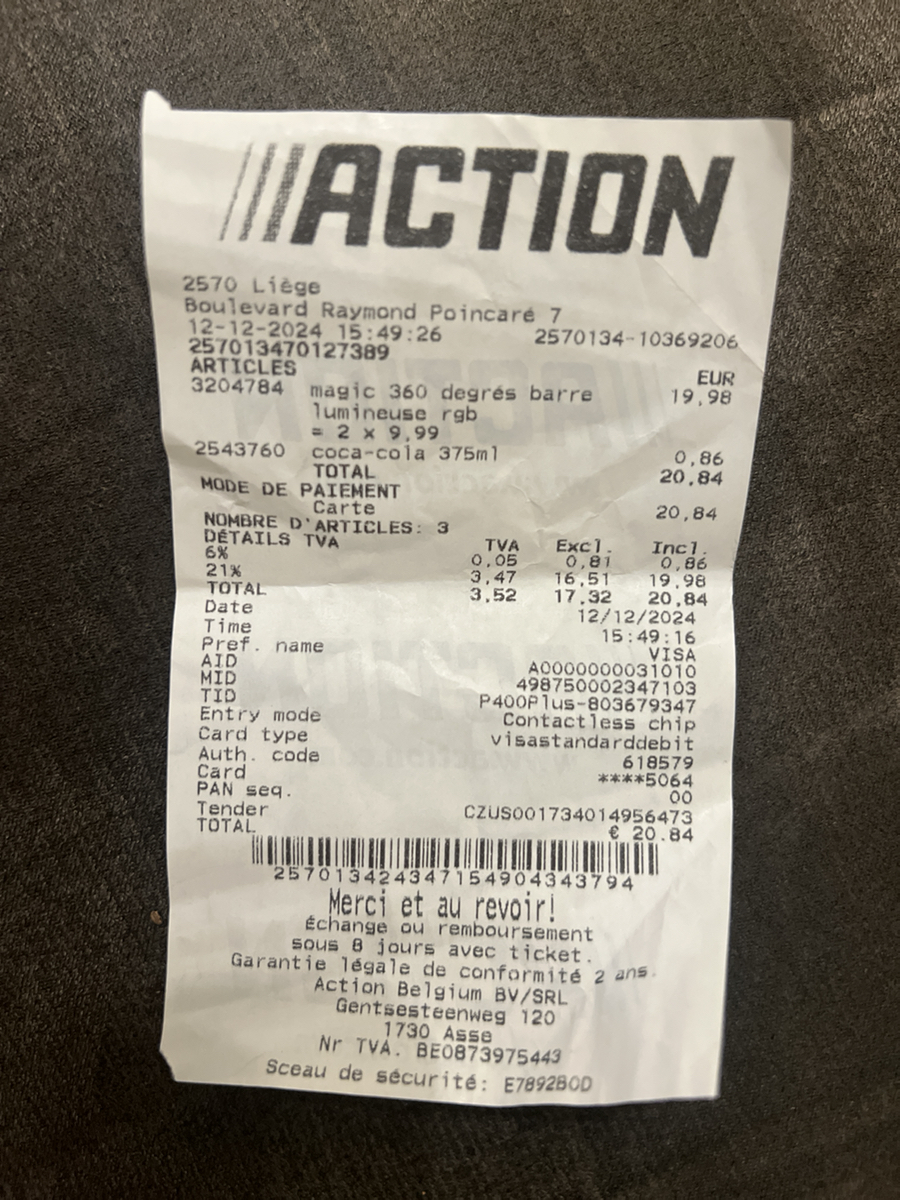 ACTION
2570 Liège
Boulevard Raymond Poincaré 7
12-12-2024 15:49:26 2570134-10369206
257013470127389
ARTICLES EUR
3204784 magic 360 degrés barre 19,98
lumineuse rgb
= 2 x 9,99
2543760 coca-cola 375ml 0,86
TOTAL 20,84
MODE DE PAIEMENT
Carte 20,84
NOMBRE D'ARTICLES: 3
DÉTAILS TVA TVA Excl. Incl.
6% 0,05 0,81 0,86
21% 3,47 16,51 19,98
TOTAL 3,52 17,32 20,84
Date 12/12/2024
Time 15:49:16
Pref. name VISA
AID A0000000031010
MID 498750002347103
TID P400Plus-803679347
Entry mode Contactless chip
Card type visastandarddebit
Auth. code 618579
Card ****5064
PAN seq. 00
Tender CZUS001734014956473
TOTAL € 20.84
2570134243471549043437​94
Merci et au revoir!
Échange ou remboursement
sous 8 jours avec ticket.
Garantie légale de conformité 2 ans.
Action Belgium BV/SRL
Gentsesteenweg 120
1730 Asse
Nr TVA. BE0873975443
Sceau de sécurité: E7892B0D